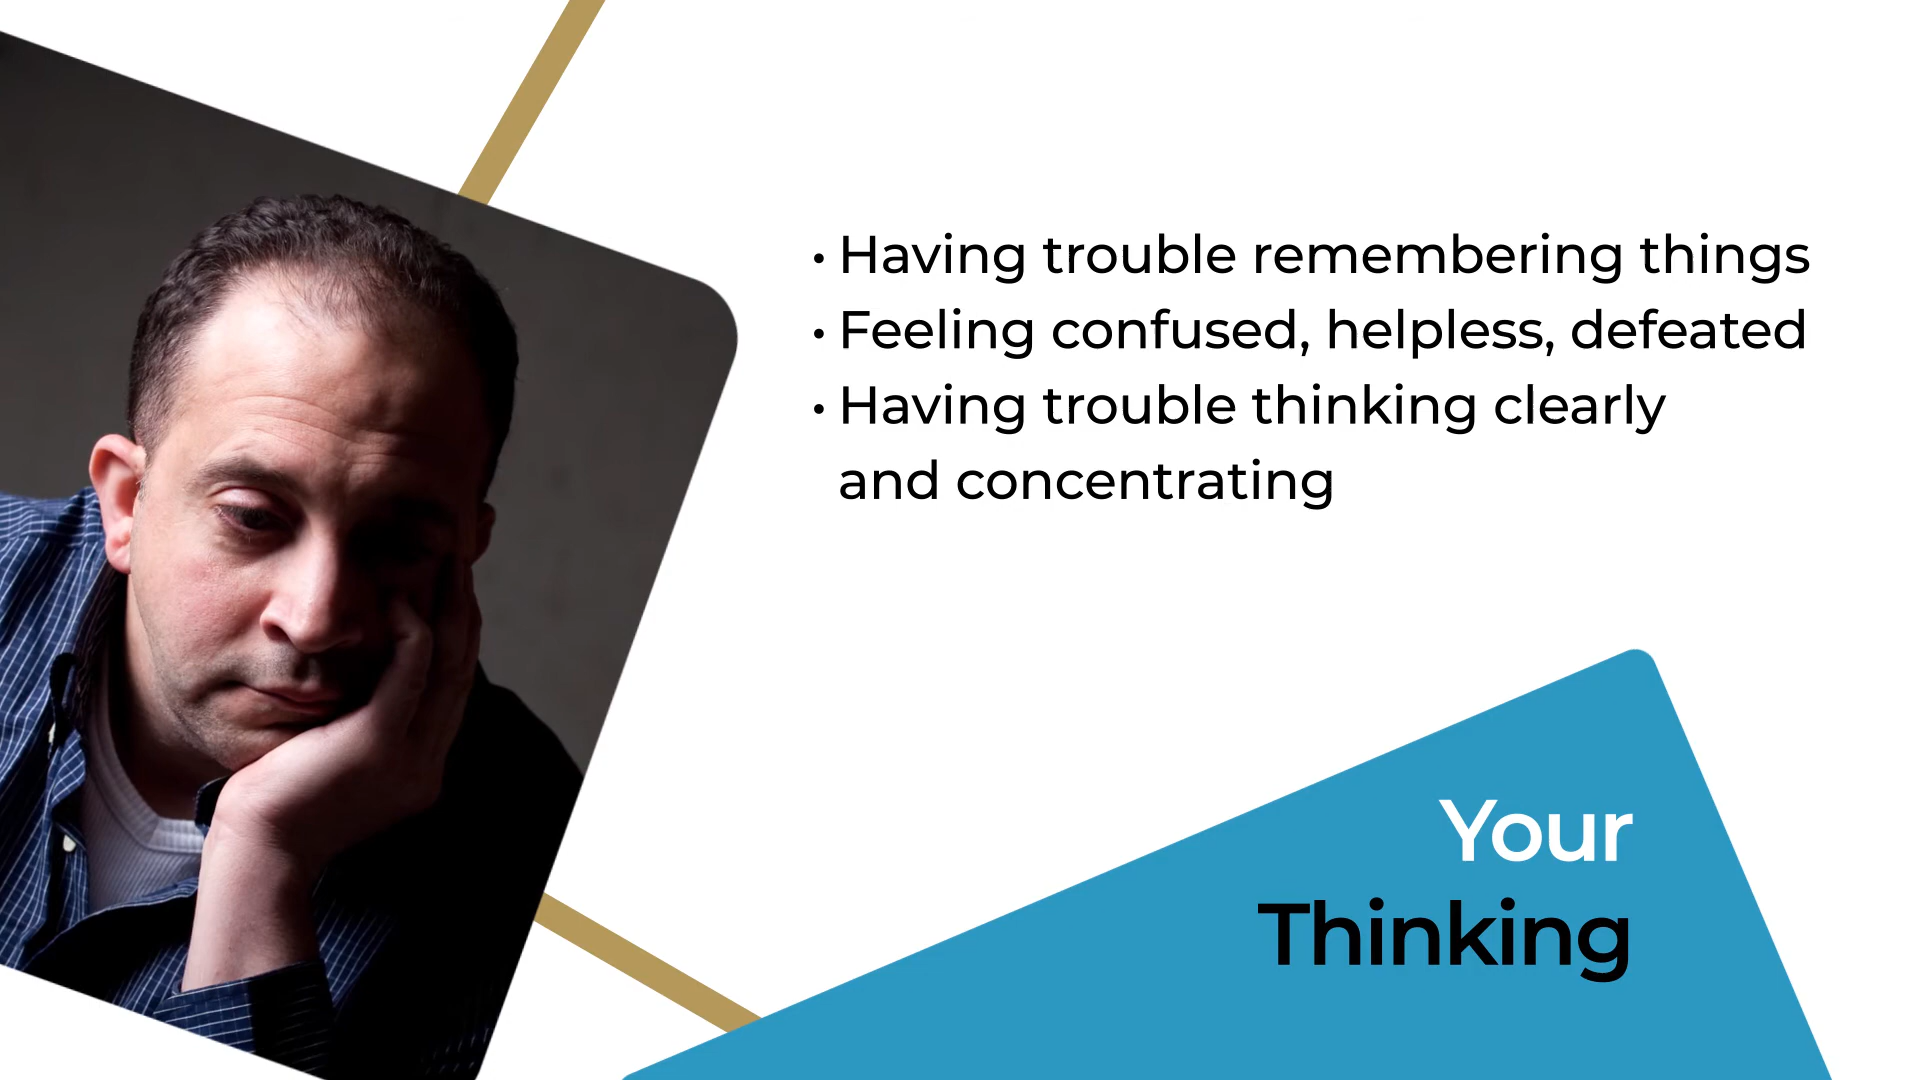 • Having trouble remembering things
• Feeling confused, helpless, defeated
• Having trouble thinking clearly
and concentrating
Your
Thinking